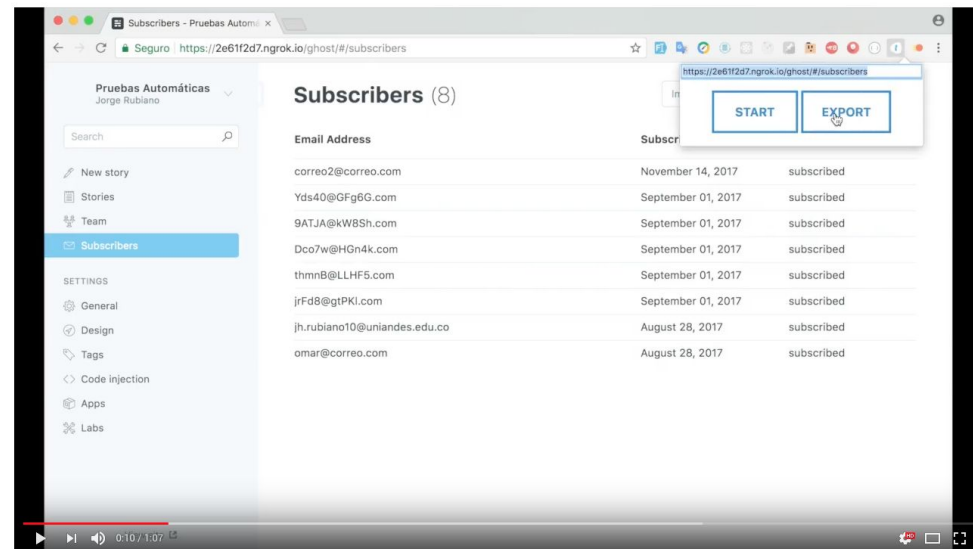 Subscribers - Pruebas Automá
Seguro https://2e61f2d7.ngrok.io/ghost/#/subscribers
https://2e61f2d7.ngrok.io/ghost/#/subscribers
START EXPORT
Pruebas Automáticas
Jorge Rubiano
Search
New story
Stories
Team
Subscribers
SETTINGS
General
Design
Tags
Code injection
Apps
Labs
Subscribers (8)
Email Address Subscr
correo2@correo.com November 14, 2017 subscribed
Yds40@GFg6G.com September 01, 2017 subscribed
9ATJA@kW8Sh.com September 01, 2017 subscribed
Dco7w@HGn4k.com September 01, 2017 subscribed
thmnB@LLHF5.com September 01, 2017 subscribed
jrFd8@gtPKl.com September 01, 2017 subscribed
jh.rubiano10@uniandes.edu.co August 28, 2017 subscribed
omar@correo.com August 28, 2017 subscribed
0:10 / 1:07
HD